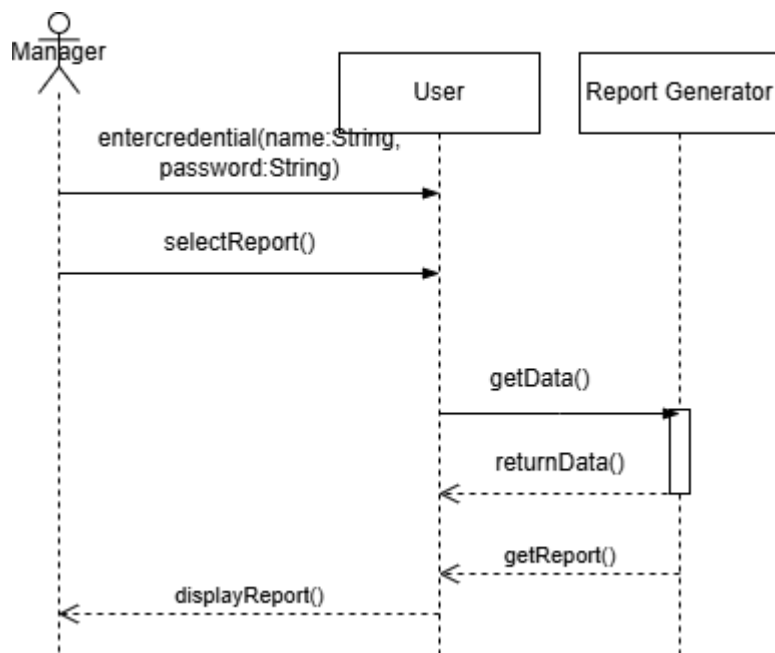 Manager
User
Report Generator
entercredential(name:String,
password:String)
selectReport()
getData()
returnData()
getReport()
displayReport()